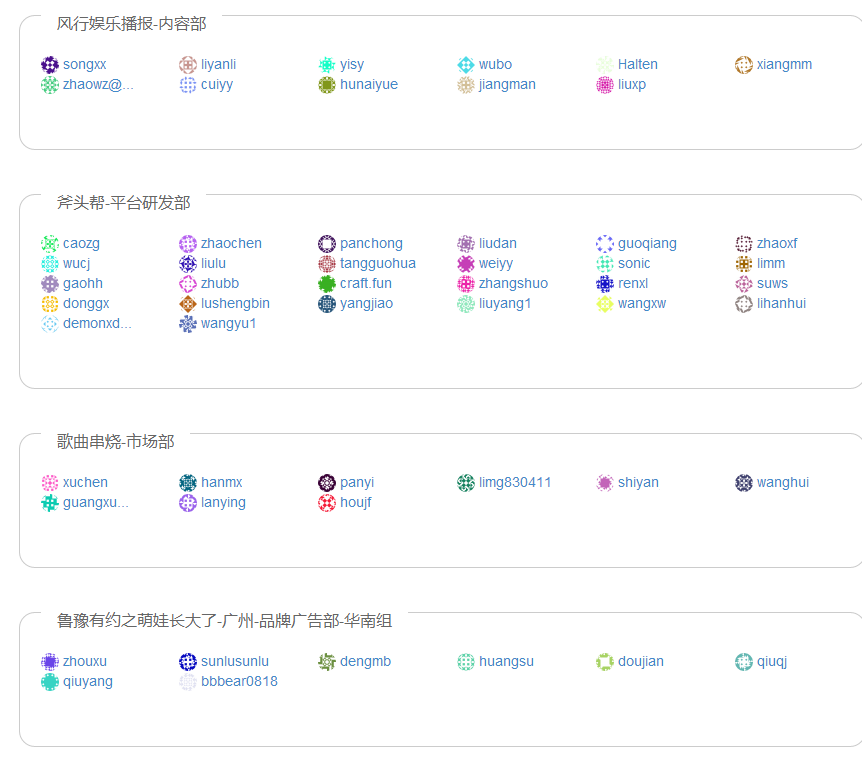 风行娱乐播报-内容部
songxx liyanli yisy wubo Halten xiangmm
zhaowz@... cuiyy hunaiyue jiangman liuxp
斧头帮-平台研发部
caozg zhaochen panchong liudan guoqiang zhaoxf
wucj liulu tangguohua weiyy sonic limm
gaohh zhubb craft.fun zhangshuo renxl suws
donggx lushengbin yangjiao liuyang1 wangxw lihanhui
demonxd... wangyu1
歌曲串烧-市场部
xuchen hanmx panyi limg830411 shiyan wanghui
guangxu... lanying houjf
鲁豫有约之萌娃长大了-广州-品牌广告部-华南组
zhouxu sunlusunlu dengmb huangsu doujian qiuqj
qiuyang bbbear0818